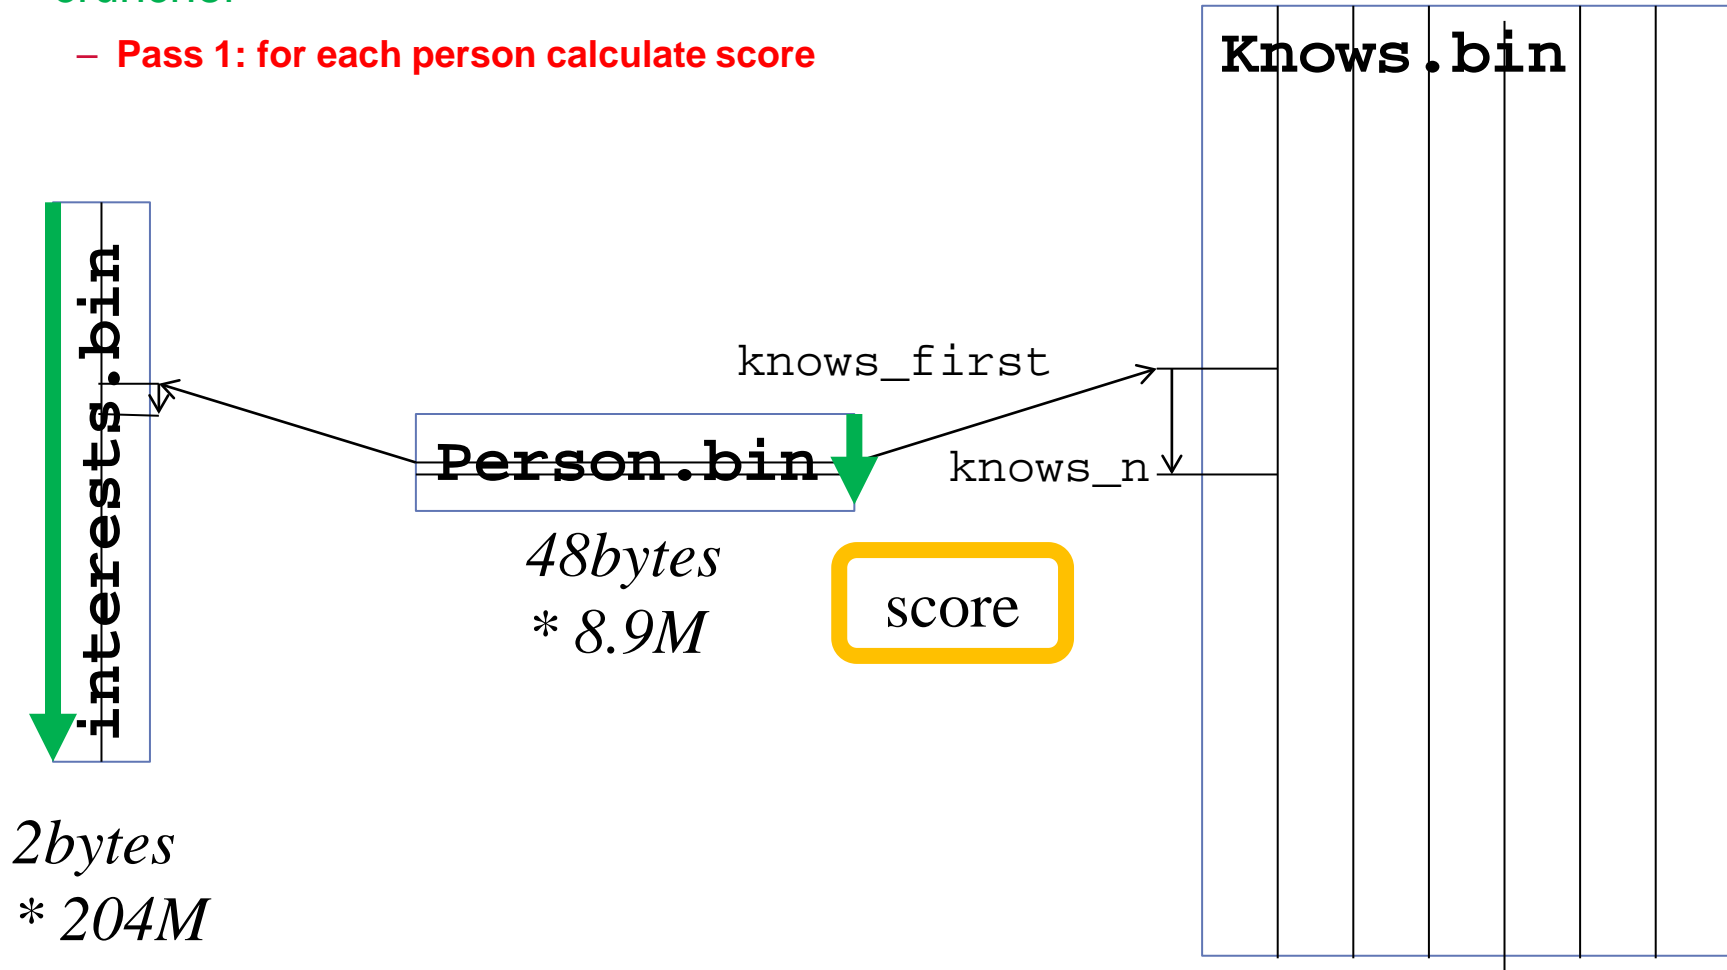 – Pass 1: for each person calculate score
Knows.bin
interests.bin
knows_first
Person.bin
knows_n
48bytes
* 8.9M
score
2bytes
* 204M